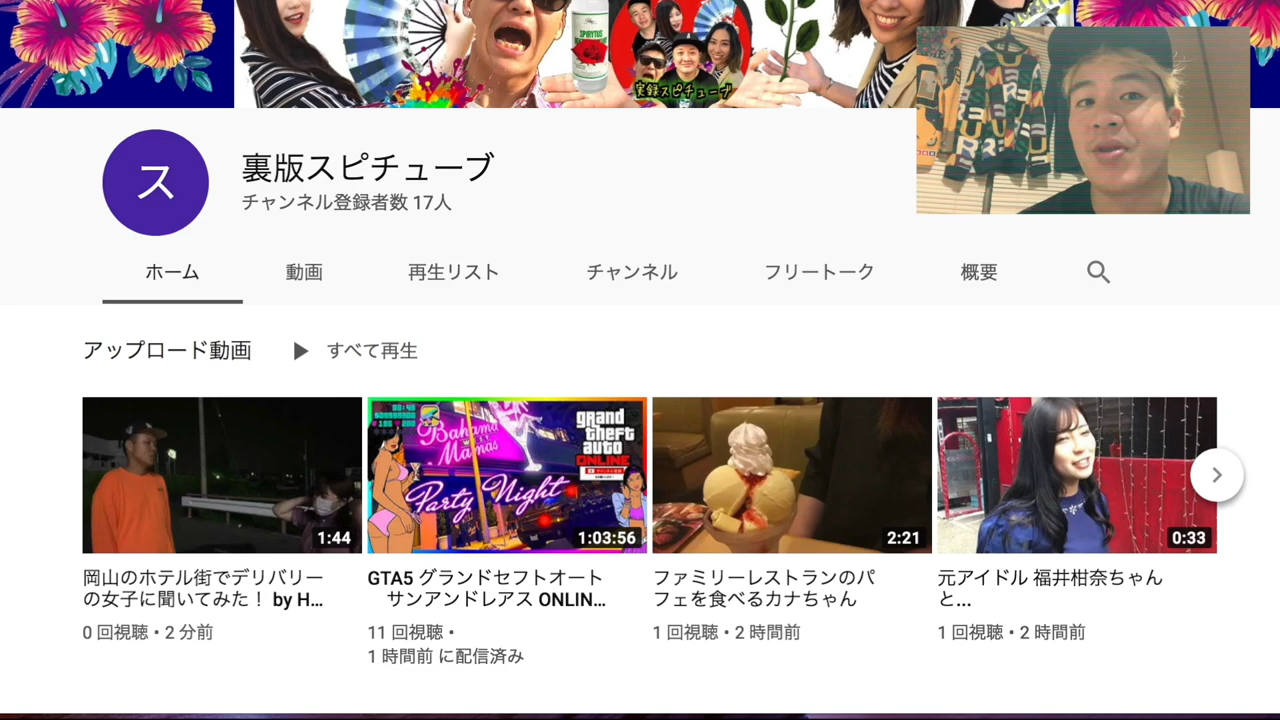 SPIRYTUS
実録スピチューブ
ス
裏版スピチューブ
チャンネル登録者数 17人
ホーム
動画
再生リスト
チャンネル
フリートーク
概要
アップロード動画
すべて再生
1:44
Bahama
Mamas
Party Night
grand
theft
auto
ONLINE
1:03:56
2:21
0:33
岡山のホテル街でデリバリー
の女子に聞いてみた！ by H...
0 回視聴・2 分前
GTA5 グランドセフトオート
サンアンドレアス ONLIN...
11 回視聴・
1 時間前 に配信済み
ファミリーレストランのパ
フェを食べるカナちゃん
1 回視聴・2 時間前
元アイドル 福井柑奈ちゃん
と...
1 回視聴・2 時間前